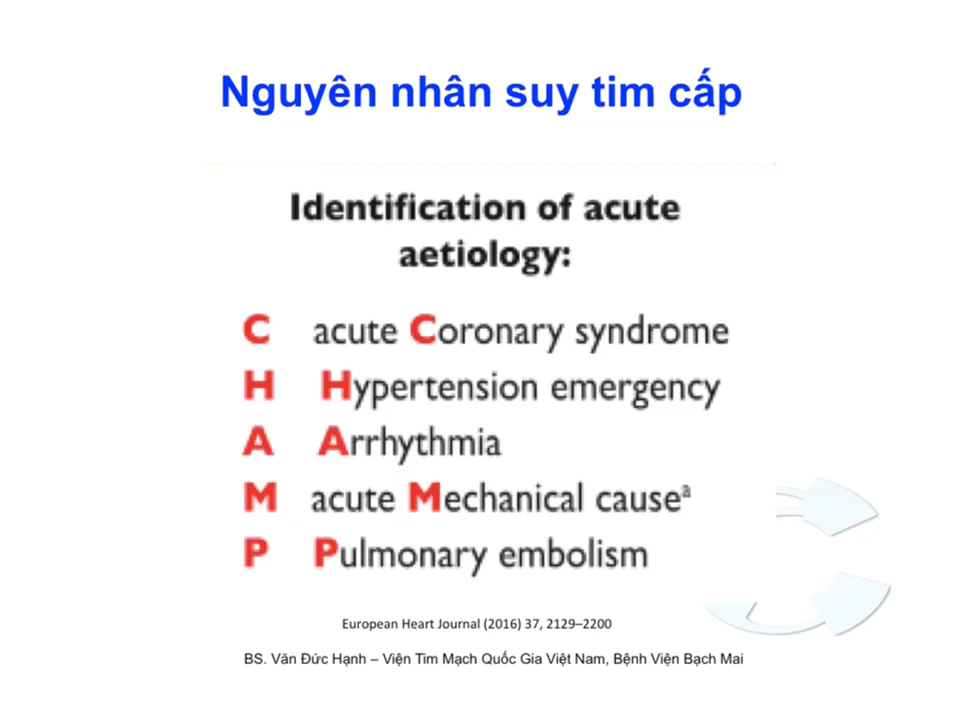 Nguyên nhân suy tim cấp
Identification of acute
aetiology:
C acute Coronary syndrome
H Hypertension emergency
A Arrhythmia
M acute Mechanical causeª
P Pulmonary embolism
European Heart Journal (2016) 37, 2129–2200
BS. Văn Đức Hạnh – Viện Tim Mạch Quốc Gia Việt Nam, Bệnh Viện Bạch Mai